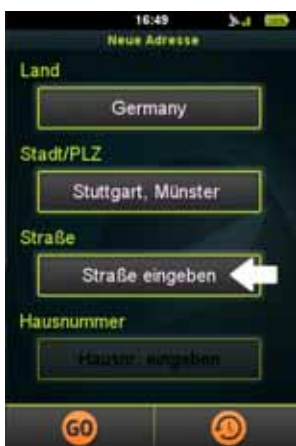 16:49
Neue Adresse
Land
Germany
Stadt/PLZ
Stuttgart, Münster
Straße
Straße eingeben
Hausnummer
Hausnr. eingeben
GO